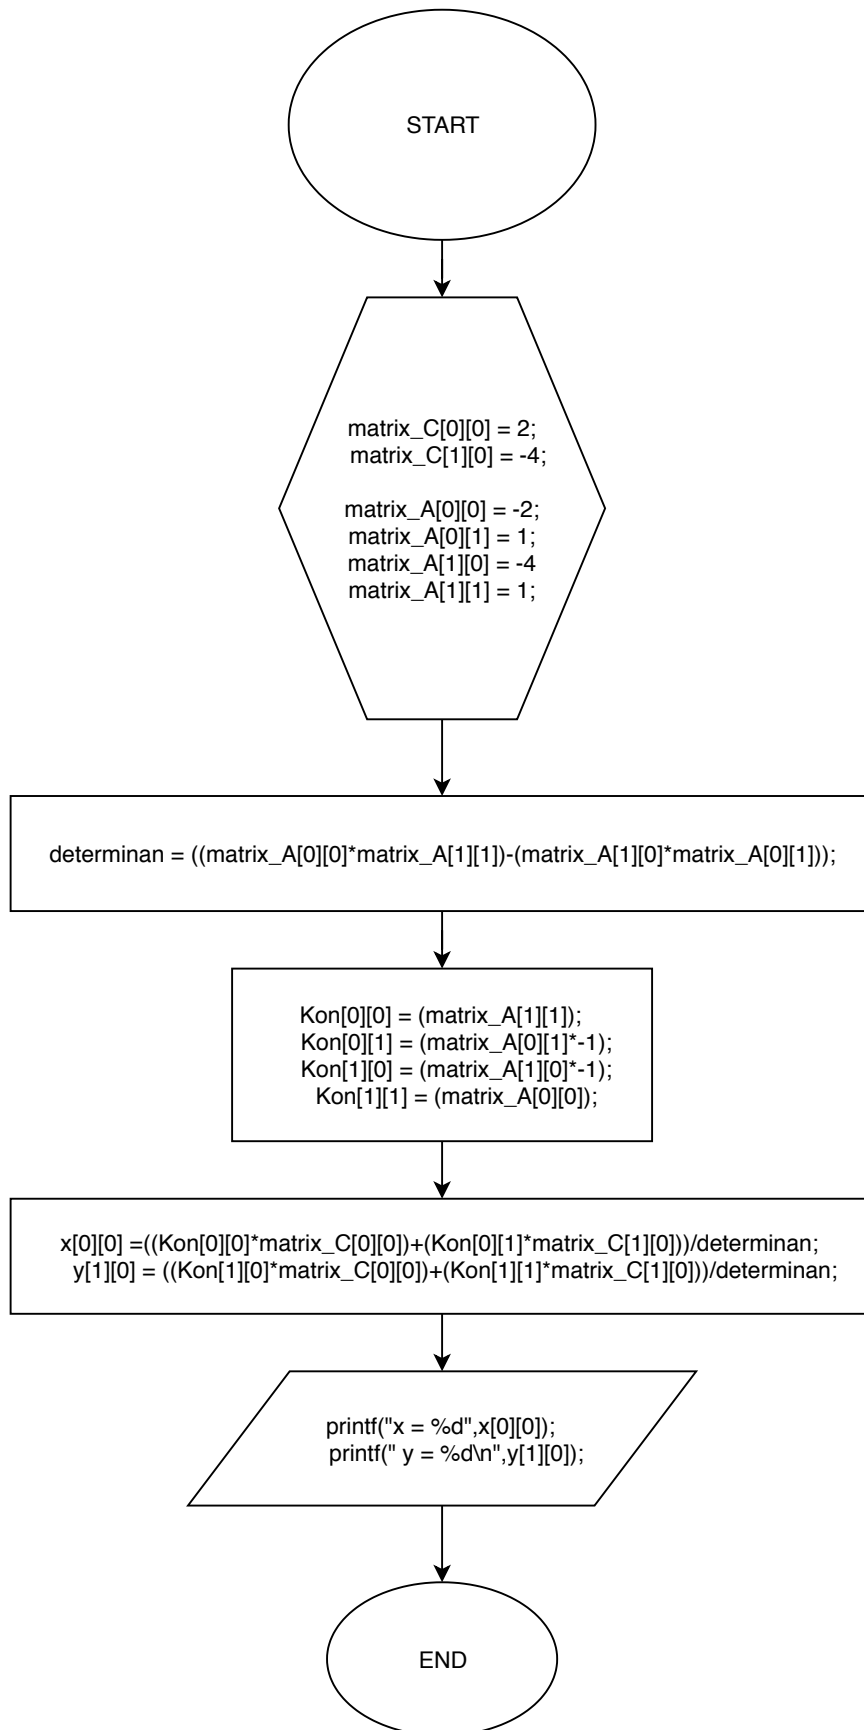 START
matrix_C[0][0] = 2;
matrix_C[1][0] = -4;
matrix_A[0][0] = -2;
matrix_A[0][1] = 1;
matrix_A[1][0] = -4
matrix_A[1][1] = 1;
determinan = ((matrix_A[0][0]*matrix_A[1][1])-(matrix_A[1][0]*matrix_A[0][1]));
Kon[0][0] = (matrix_A[1][1]);
Kon[0][1] = (matrix_A[0][1]*-1);
Kon[1][0] = (matrix_A[1][0]*-1);
Kon[1][1] = (matrix_A[0][0]);
x[0][0] =((Kon[0][0]*matrix_C[0][0])+(Kon[0][1]*matrix_C[1][0]))/determinan;
y[1][0] = ((Kon[1][0]*matrix_C[0][0])+(Kon[1][1]*matrix_C[1][0]))/determinan;
printf("x = %d",x[0][0]);
printf(" y = %d\n",y[1][0]);
END